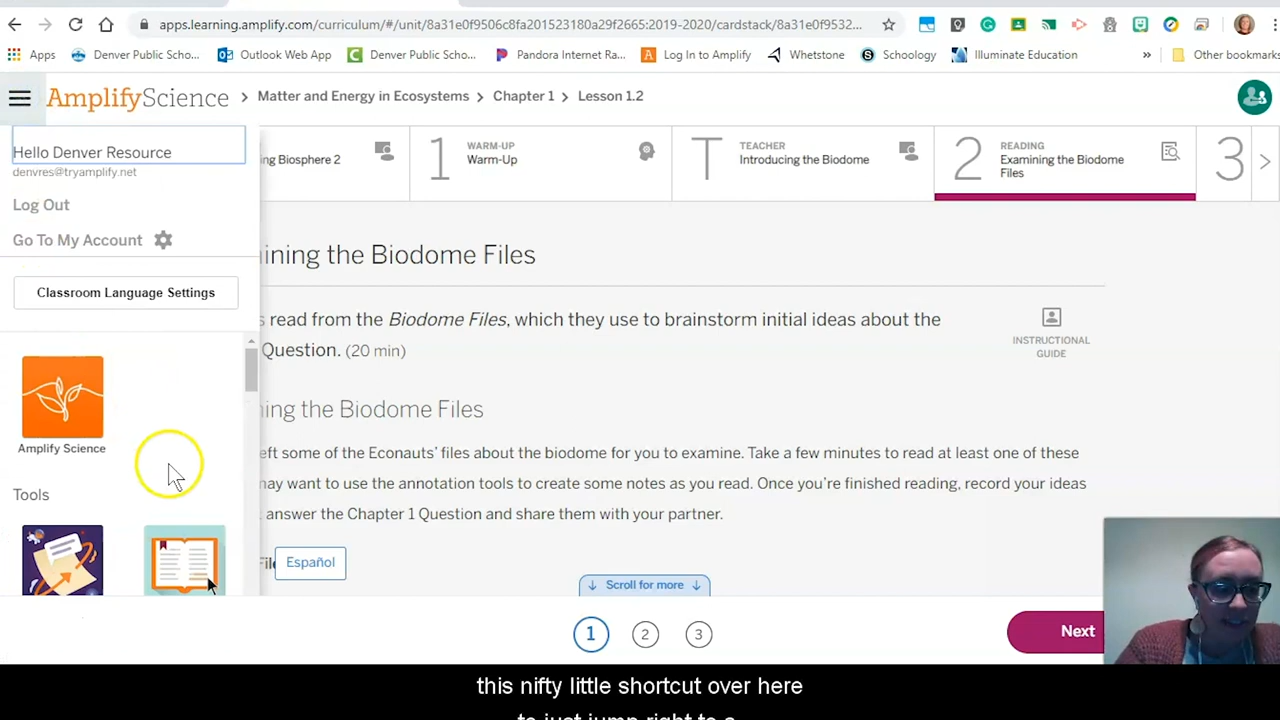 apps.learning.amplify.com/curriculum/#/unit/8a31e0f9506c8fa201523180a29f2665:2019-2020/cardstack/8a31e0f9532...
Apps Denver Public Scho... Outlook Web App Denver Public Scho... Pandora Internet Ra... Log In to Amplify Whetstone Schoology Illuminate Education » Other bookmarks
AmplifyScience > Matter and Energy in Ecosystems > Chapter 1 > Lesson 1.2
Hello Denver Resource
denvres@tryamplify.net
Log Out
Go To My Account
Classroom Language Settings
Amplify Science
Tools
ng Biosphere 2
1 WARM-UP
Warm-Up
T TEACHER
Introducing the Biodome
2 READING
Examining the Biodome
Files
3 >
ining the Biodome Files
s read from the Biodome Files, which they use to brainstorm initial ideas about the
Question. (20 min)
INSTRUCTIONAL
GUIDE
ing the Biodome Files
eft some of the Econauts' files about the biodome for you to examine. Take a few minutes to read at least one of these
may want to use the annotation tools to create some notes as you read. Once you're finished reading, record your ideas
answer the Chapter 1 Question and share them with your partner.
File Español
↓ Scroll for more ↓
1 2 3
Next
this nifty little shortcut over here
to just jump right to a